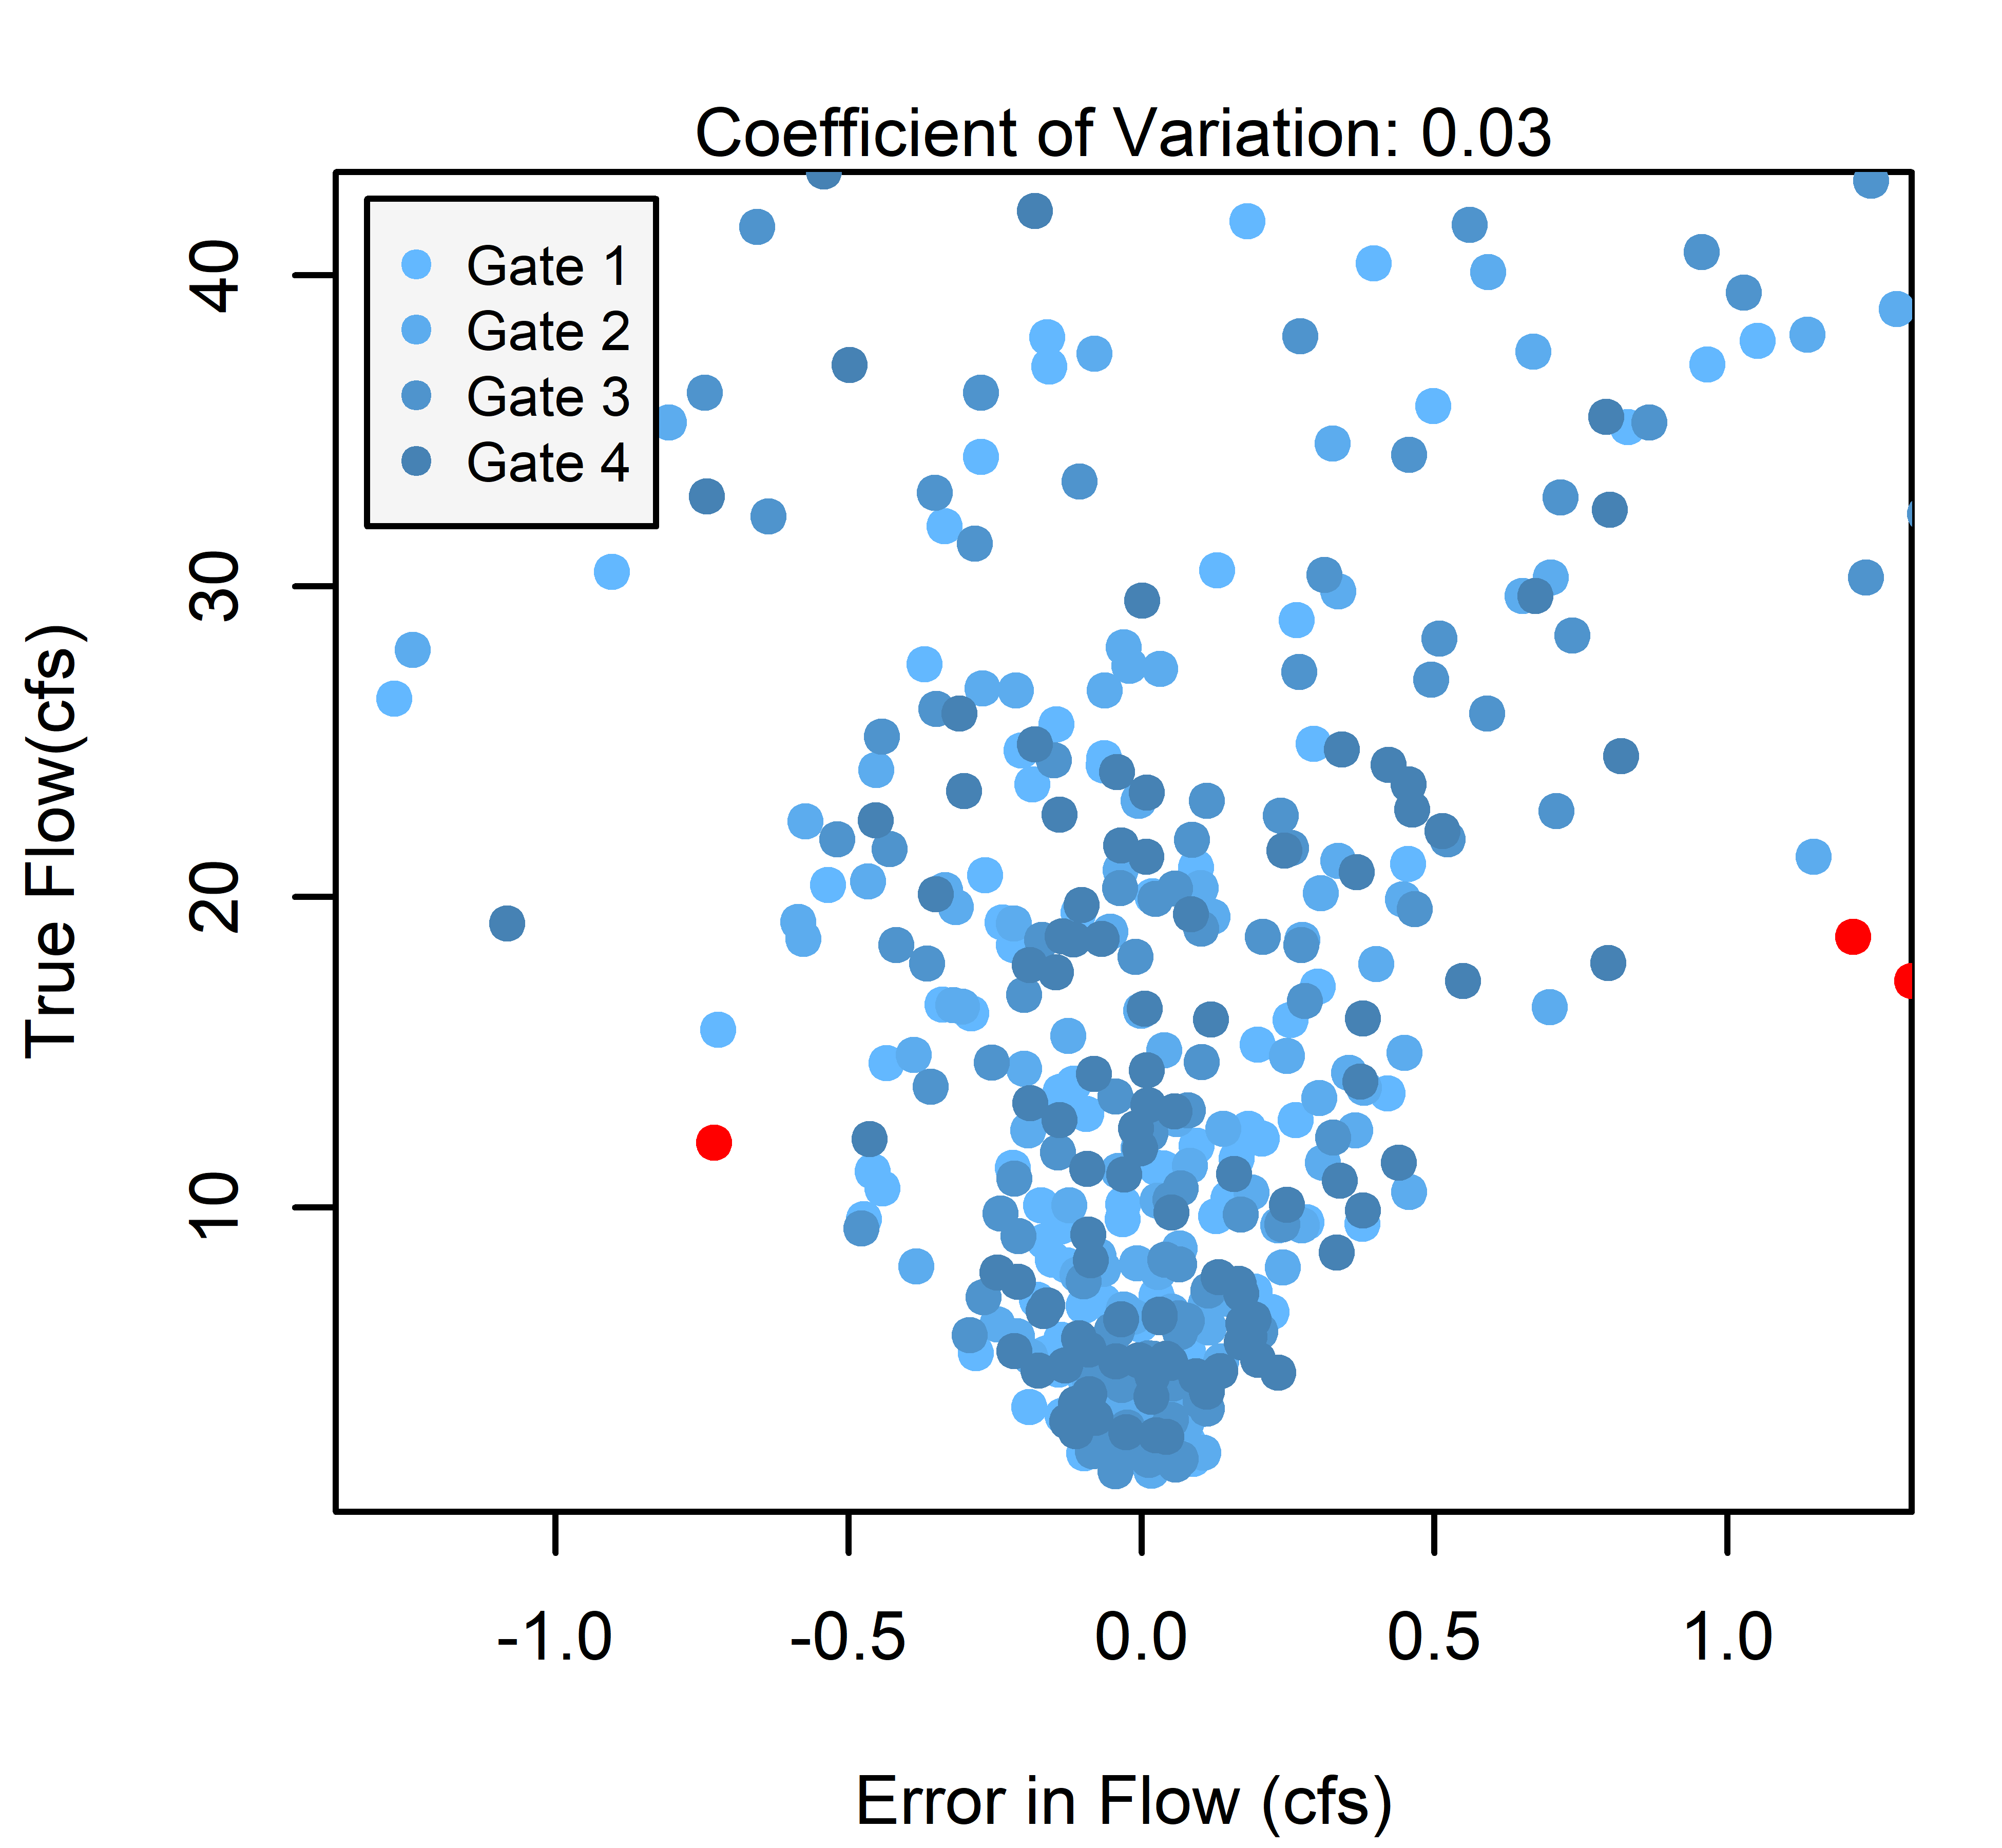 Coefficient of Variation: 0.03
Gate 1
Gate 2
Gate 3
Gate 4
True Flow(cfs)
40
30
20
10
-1.0 -0.5 0.0 0.5 1.0
Error in Flow (cfs)